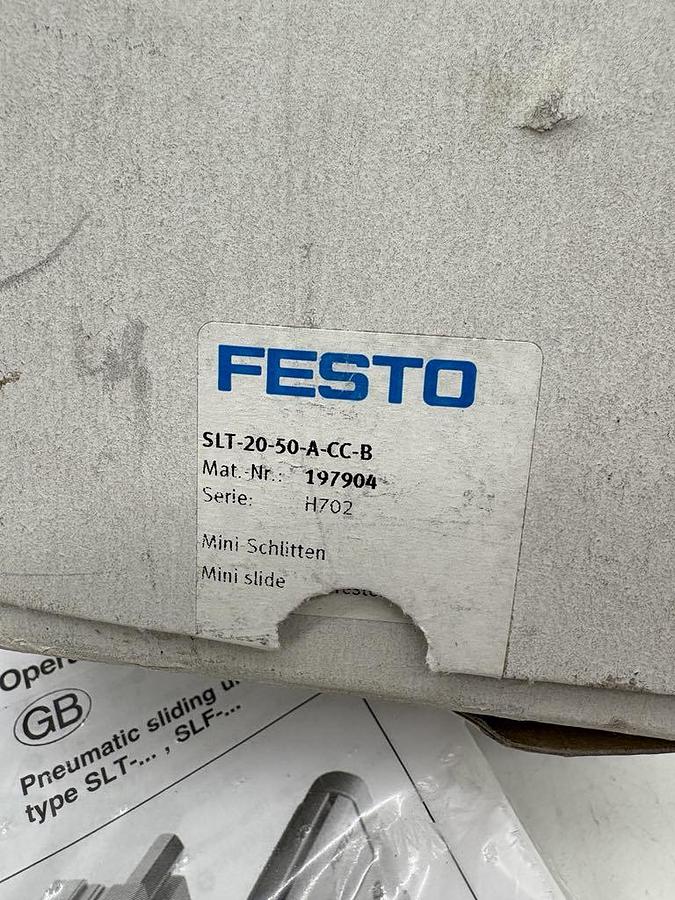 FESTO
SLT-20-50-A-CC-B
Mat.-Nr.: 197904
Serie: H702
Mini-Schlitten
Mini slide
GB
Pneumatic sliding
type SLT-... , SLF-...